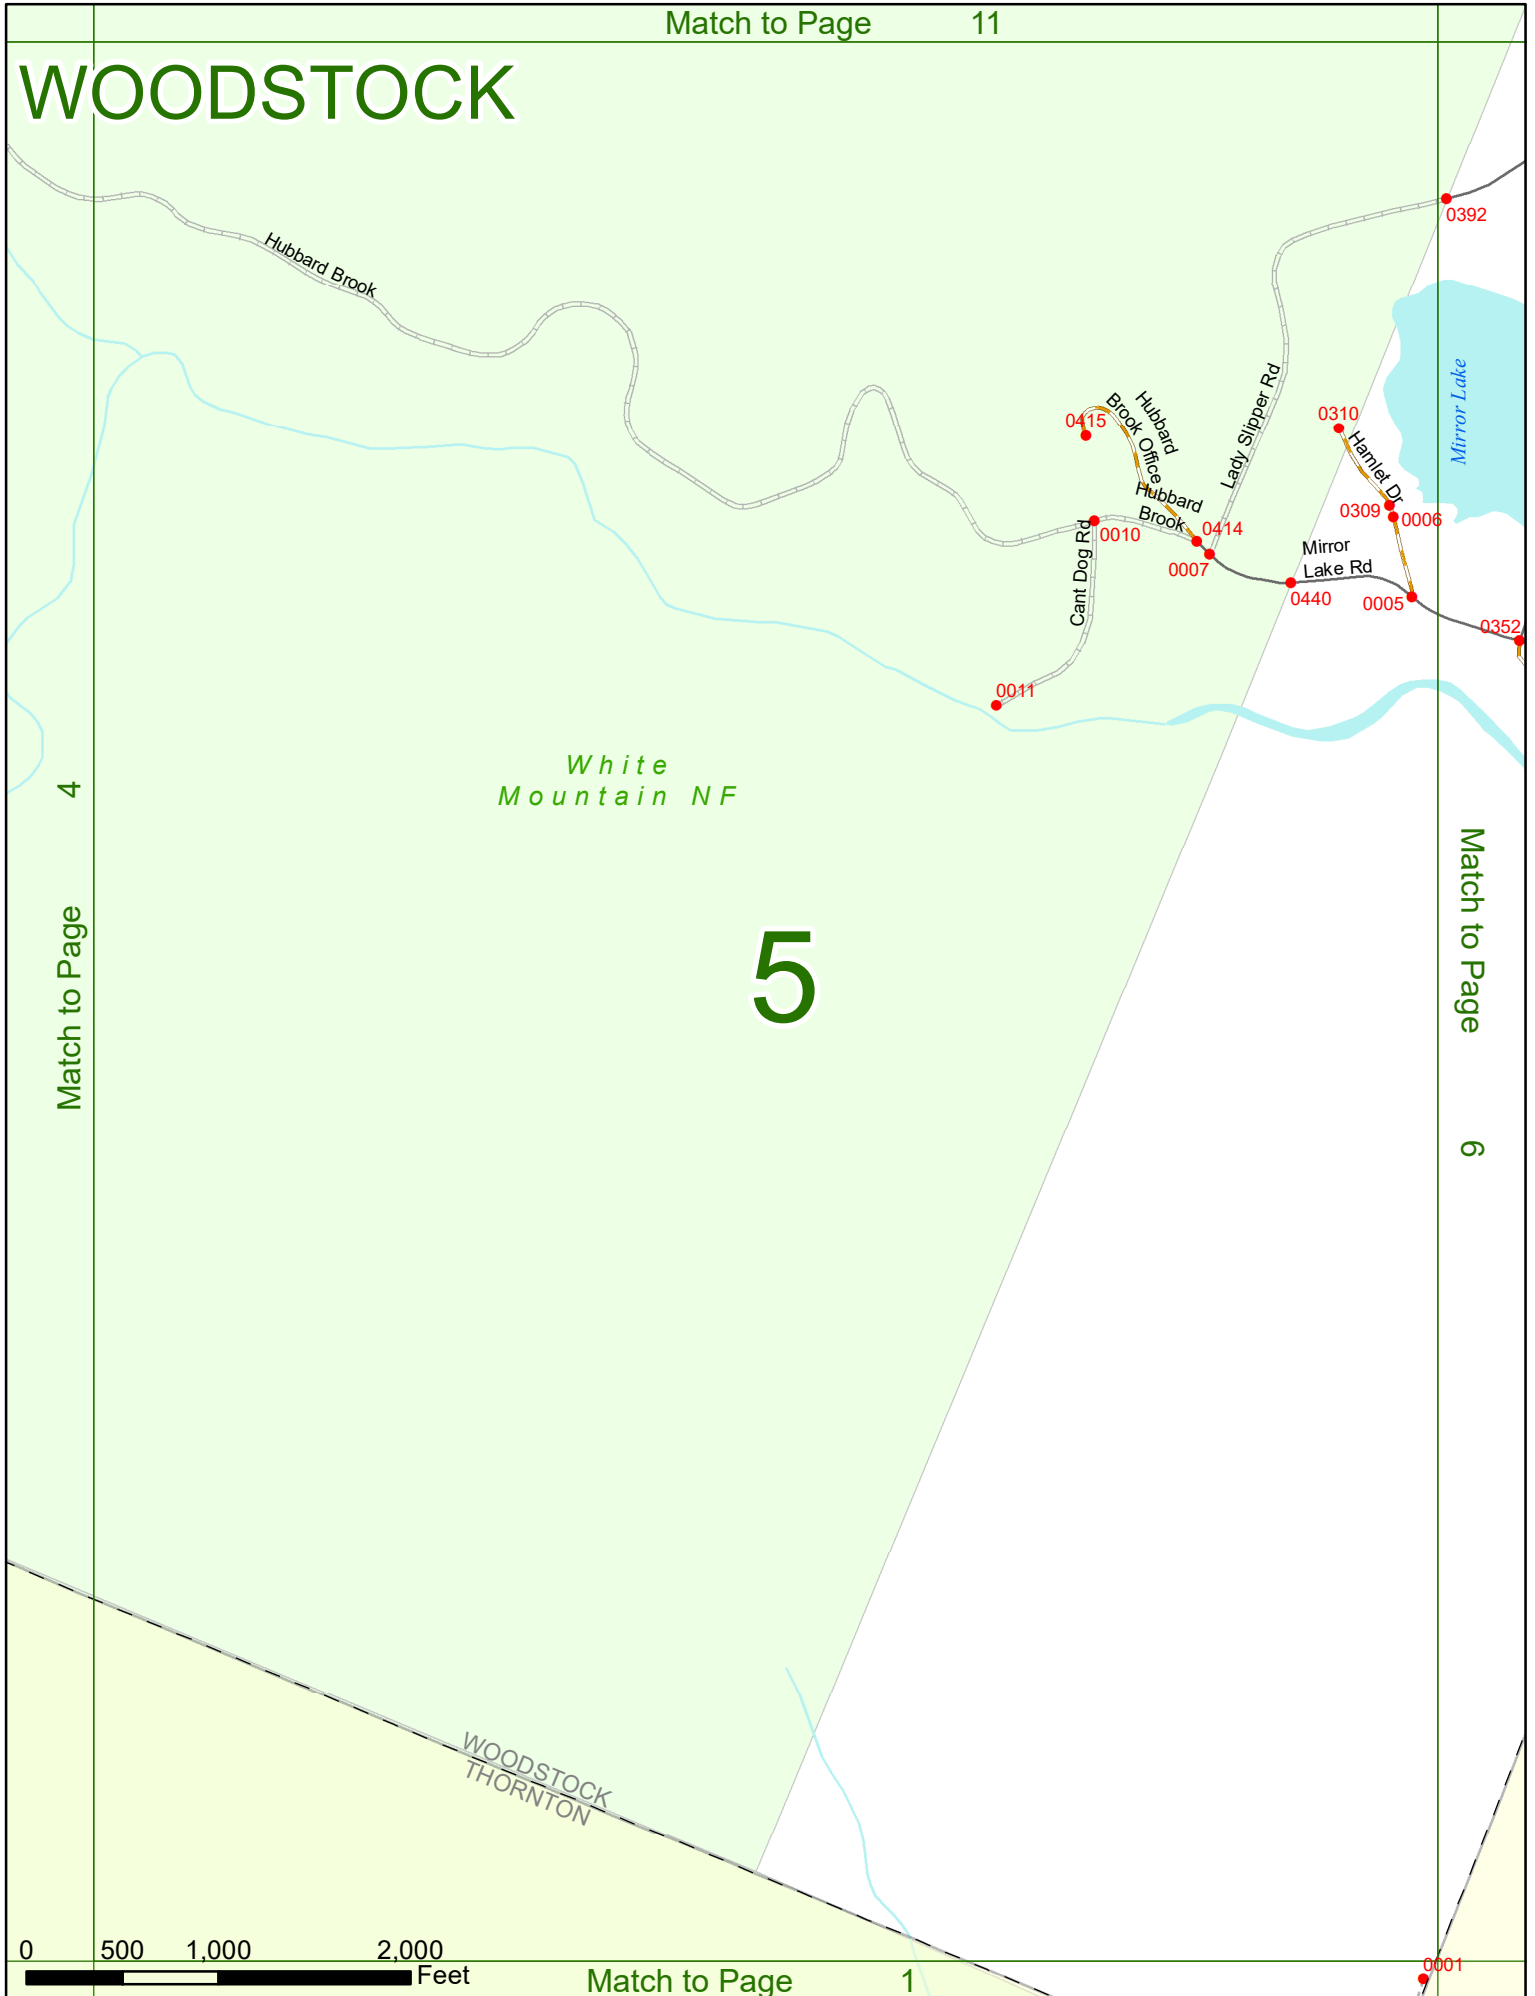 Match to Page 11
WOODSTOCK
0392
Hubbard Brook
Mirror Lake
Lady Slipper Rd
Hubbard
Brook Office
0415
0310
Hamlet Dr
Hubbard
Brook
0309
0006
0414
0010
Cant Dog Rd
0007
Mirror
Lake Rd
0440
0005
0352
0011
White
Mountain NF
Match to Page 4
Match to Page 6
5
WOODSTOCK
THORNTON
0 500 1,000 2,000
Feet
Match to Page 1
0001